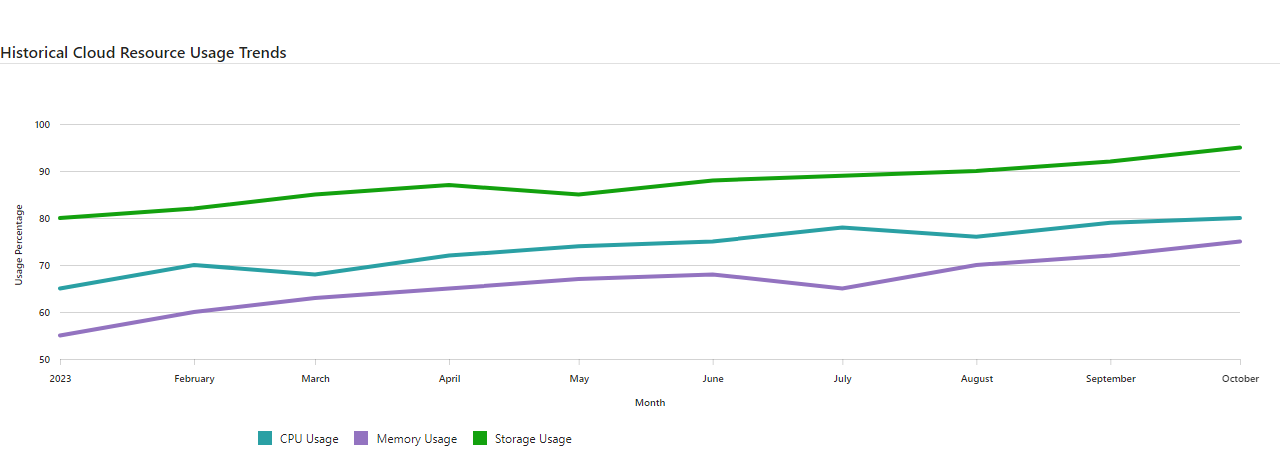 Historical Cloud Resource Usage Trends
100
90
80
70
60
50
Usage Percentage
2023 February March April May June July August September October
Month
CPU Usage Memory Usage Storage Usage